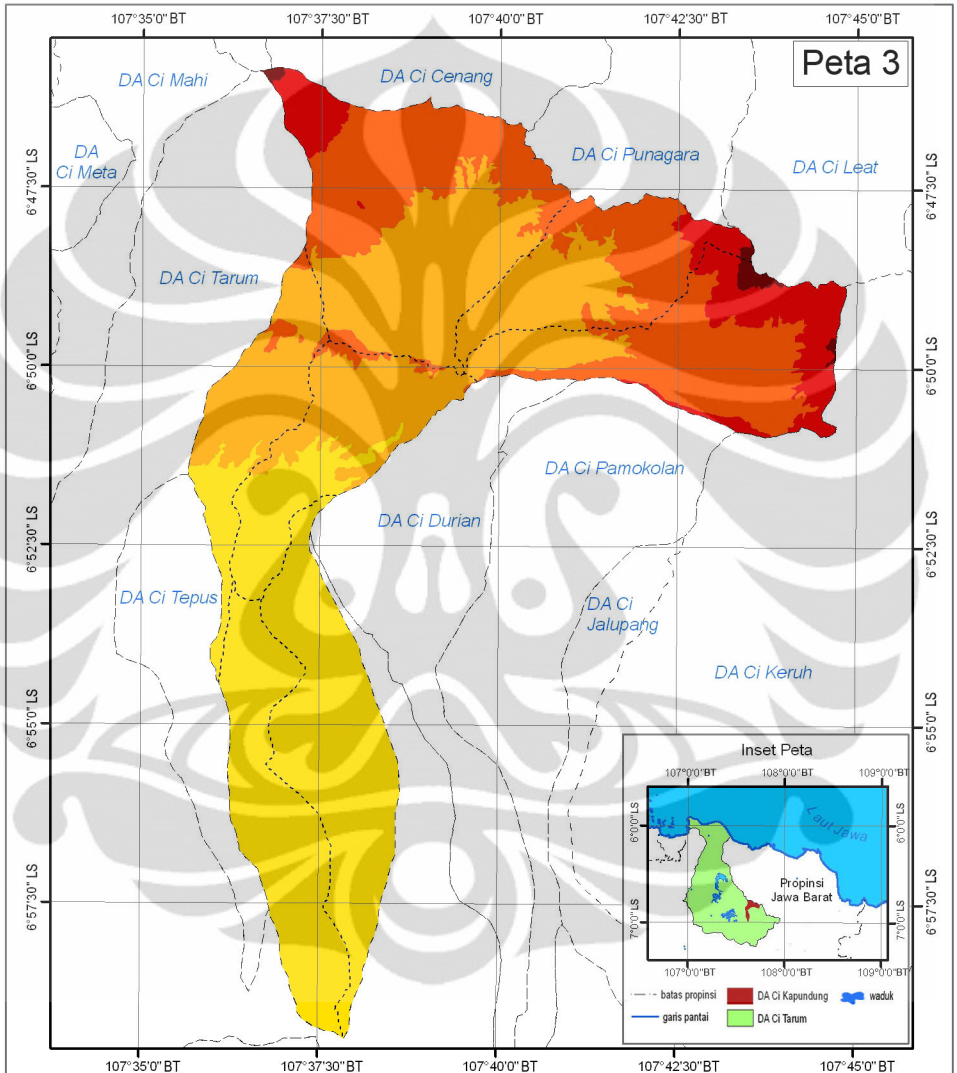 107°35'0" BT
107°37'30" BT
107°40'0" BT
107°42'30" BT
107°45'0" BT
Peta 3
DA Ci Mahi
DA Ci Cenang
DA
Ci Meta
DA Ci Punagara
DA Ci Leat
6°47'30" LS
6°47'30" LS
DA Ci Tarum
6°50'0" LS
6°50'0" LS
DA Ci Pamokolan
DA Ci Durian
6°52'30" LS
6°52'30" LS
DA Ci Tepus
DA Ci
Jalupang
DA Ci Keruh
6°55'0" LS
6°55'0" LS
6°57'30" LS
6°57'30" LS
Inset Peta
107°0'0"BT
108°0'0"BT
109°0'0"BT
6°0'0"LS
6°0'0"LS
Laut Jawa
Propinsi
Jawa Barat
7°0'0"LS
7°0'0"LS
107°0'0"BT
108°0'0"BT
109°0'0"BT
batas propinsi
DA Ci Kapundung
waduk
garis pantai
DA Ci Tarum
107°35'0" BT
107°37'30" BT
107°40'0" BT
107°42'30" BT
107°45'0" BT